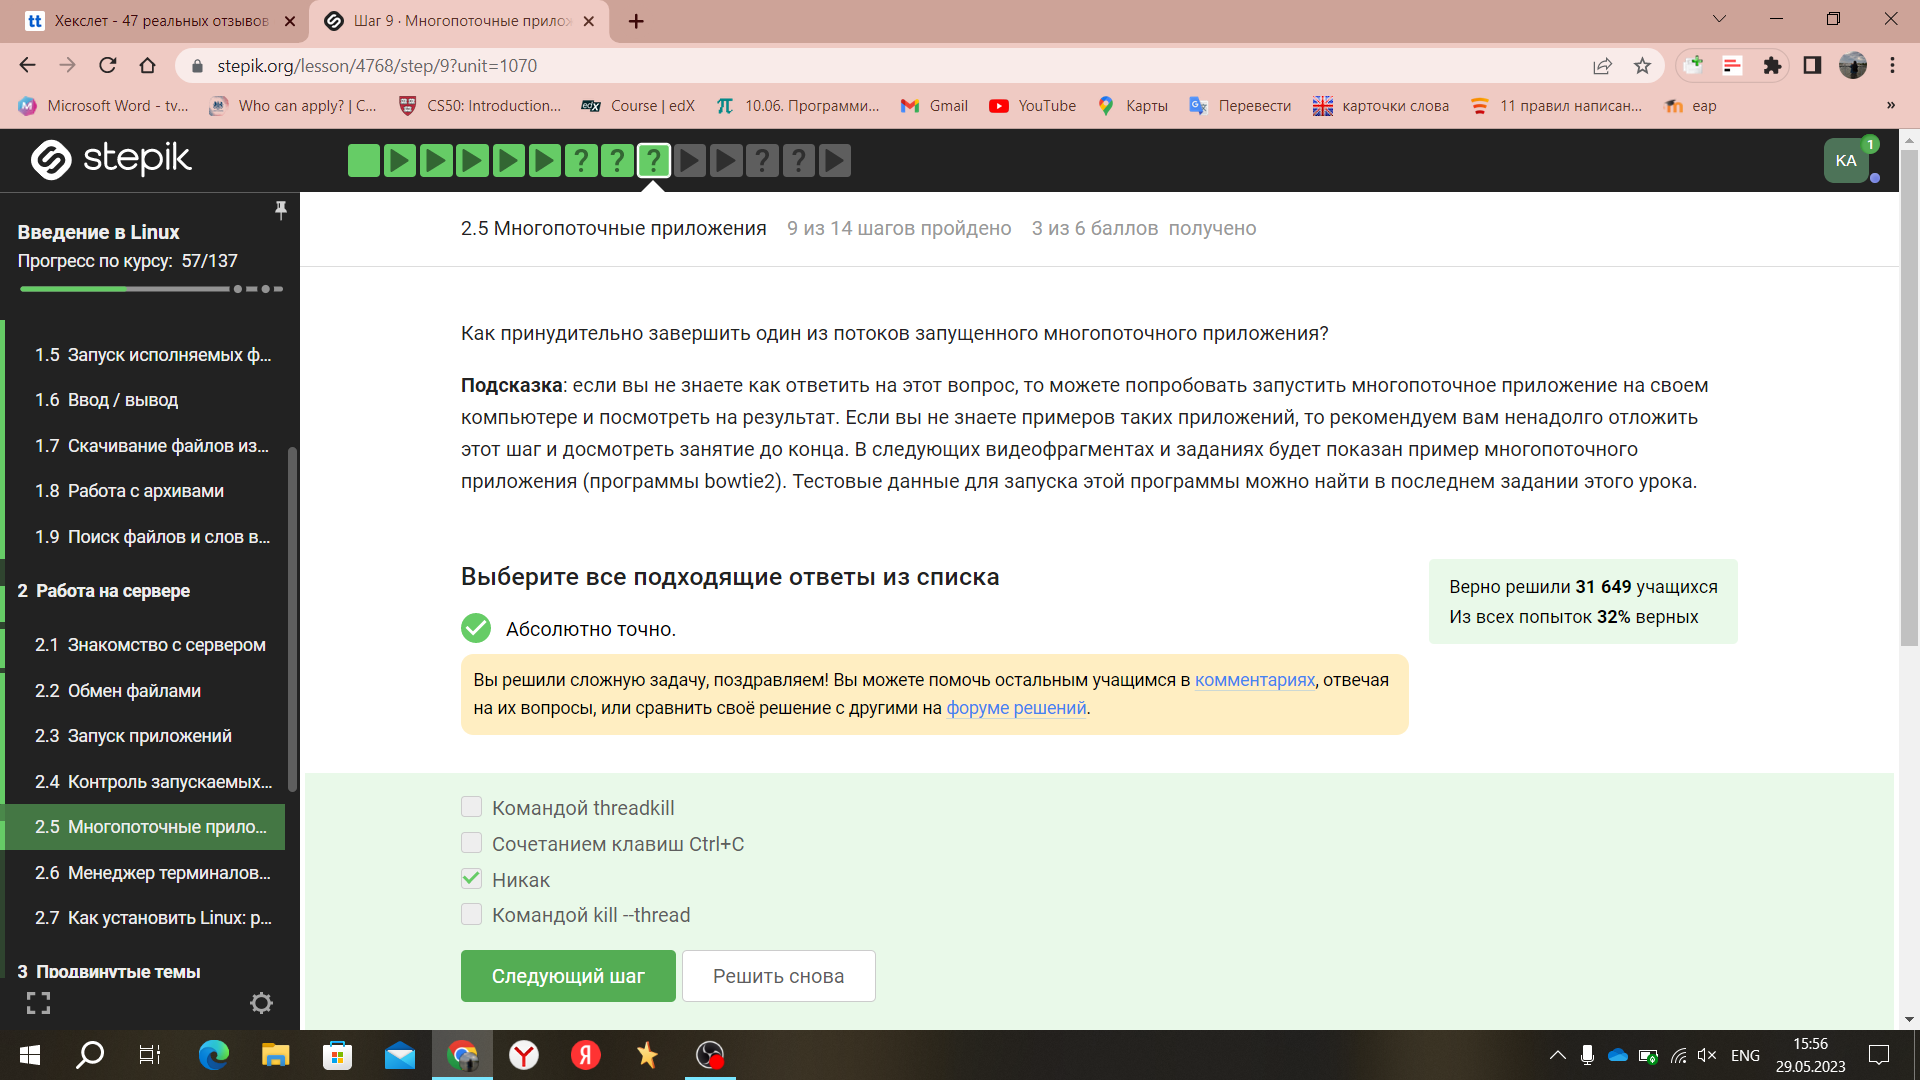 Хекслет - 47 реальных отзывов
Шаг 9 · Многопоточные прило
stepik.org/lesson/4768/step/9?unit=1070
Microsoft Word - tv...
Who can apply? | C...
CS50: Introduction...
Course | edX
10.06. Программи...
Gmail
YouTube
Карты
Перевести
карточки слова
11 правил написан...
eap
»
stepik
KA
1
Введение в Linux
Прогресс по курсу: 57/137
1.5 Запуск исполняемых ф...
1.6 Ввод / вывод
1.7 Скачивание файлов из...
1.8 Работа с архивами
1.9 Поиск файлов и слов в...
2 Работа на сервере
2.1 Знакомство с сервером
2.2 Обмен файлами
2.3 Запуск приложений
2.4 Контроль запускаемых...
2.5 Многопоточные прило...
2.6 Менеджер терминалов...
2.7 Как установить Linux: р...
3 Продвинутые темы
2.5 Многопоточные приложения 9 из 14 шагов пройдено 3 из 6 баллов получено
Как принудительно завершить один из потоков запущенного многопоточного приложения?
Подсказка: если вы не знаете как ответить на этот вопрос, то можете попробовать запустить многопоточное приложение на своем
компьютере и посмотреть на результат. Если вы не знаете примеров таких приложений, то рекомендуем вам ненадолго отложить
этот шаг и досмотреть занятие до конца. В следующих видеофрагментах и заданиях будет показан пример многопоточного
приложения (программы bowtie2). Тестовые данные для запуска этой программы можно найти в последнем задании этого урока.
Выберите все подходящие ответы из списка
Верно решили 31 649 учащихся
Из всех попыток 32% верных
Абсолютно точно.
Вы решили сложную задачу, поздравляем! Вы можете помочь остальным учащимся в комментариях, отвечая
на их вопросы, или сравнить своё решение с другими на форуме решений.
Командой threadkill
Сочетанием клавиш Ctrl+C
Никак
Командой kill --thread
Следующий шаг
Решить снова
ENG
15:56
29.05.2023